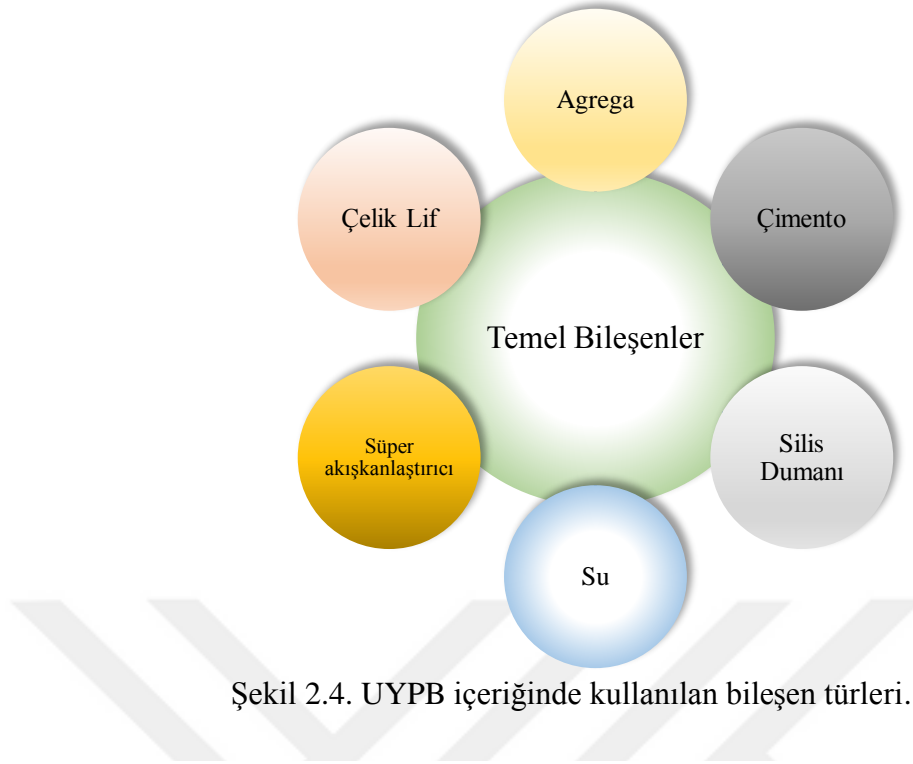 Agrega
Çelik Lif
Çimento
Temel Bileşenler
Süper
akışkanlaştırıcı
Silis
Dumanı
Su
Şekil 2.4. UYPB içeriğinde kullanılan bileşen türleri.